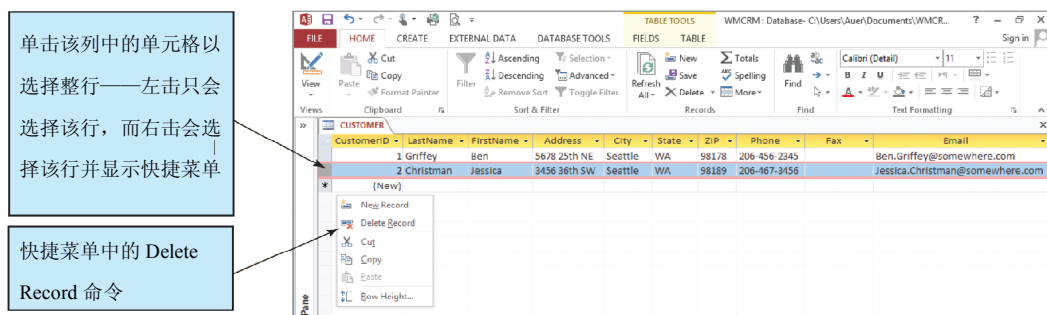 单击该列中的单元格以
选择整行——左击只会
选择该行，而右击会选
择该行并显示快捷菜单
快捷菜单中的 Delete
Record 命令
TABLE TOOLS WMCRM : Database- C:\Users\Auer\Documents\WMCR... ?
FILE HOME CREATE EXTERNAL DATA DATABASE TOOLS FIELDS TABLE Sign in
View Paste Cut Copy Format Painter
Filter Ascending Descending Remove Sort Selection Advanced Toggle Filter
Refresh All New Save Delete Totals Spelling More
Find Calibri (Detail) 11 B I U A
Views Clipboard Sort & Filter Records Find Text Formatting
» CUSTOMER
CustomerID LastName FirstName Address City State ZIP Phone Fax Email
1 Griffey Ben 5678 25th NE Seattle WA 98178 206-456-2345 Ben.Griffey@somewhere.com
2 Christman Jessica 3456 36th SW Seattle WA 98189 206-467-3456 Jessica.Christman@somewhere.com
* (New)
New Record
Delete Record
Cut
Copy
Paste
Row Height...
Pane